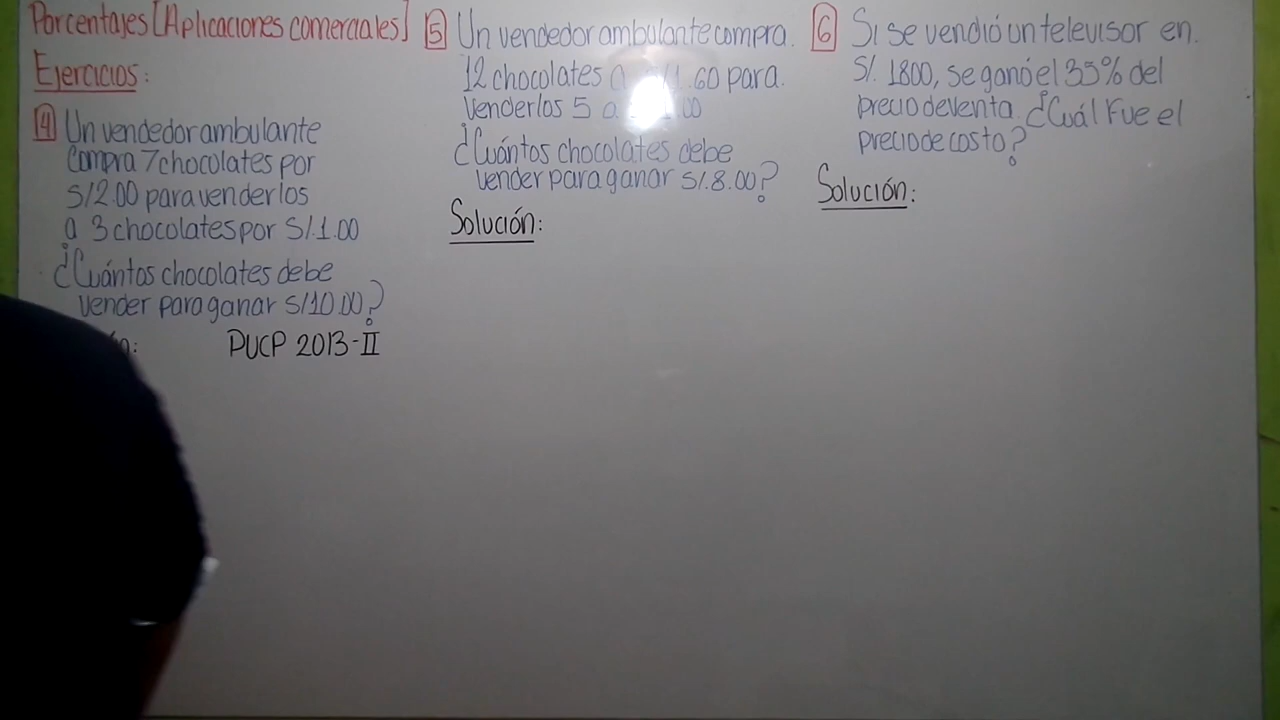 Porcentajes [Aplicaciones comerciales]
Ejercicios:
4 Un vendedor ambulante
compra 7 chocolates por
S/2.00 para venderlos
a 3 chocolates por S/.1.00
¿Cuántos chocolates debe
vender para ganar S/10.00?
PUCP 2013-II
5 Un vendedor ambulante compra
12 chocolates a .60 para
venderlos 5 a .00
¿Cuántos chocolates debe
vender para ganar S/.8.00?
Solución:
6 Si se vendió un televisor en
S/. 1800, se ganó el 35% del
precio de venta. ¿Cuál fue el
precio de costo?
Solución: